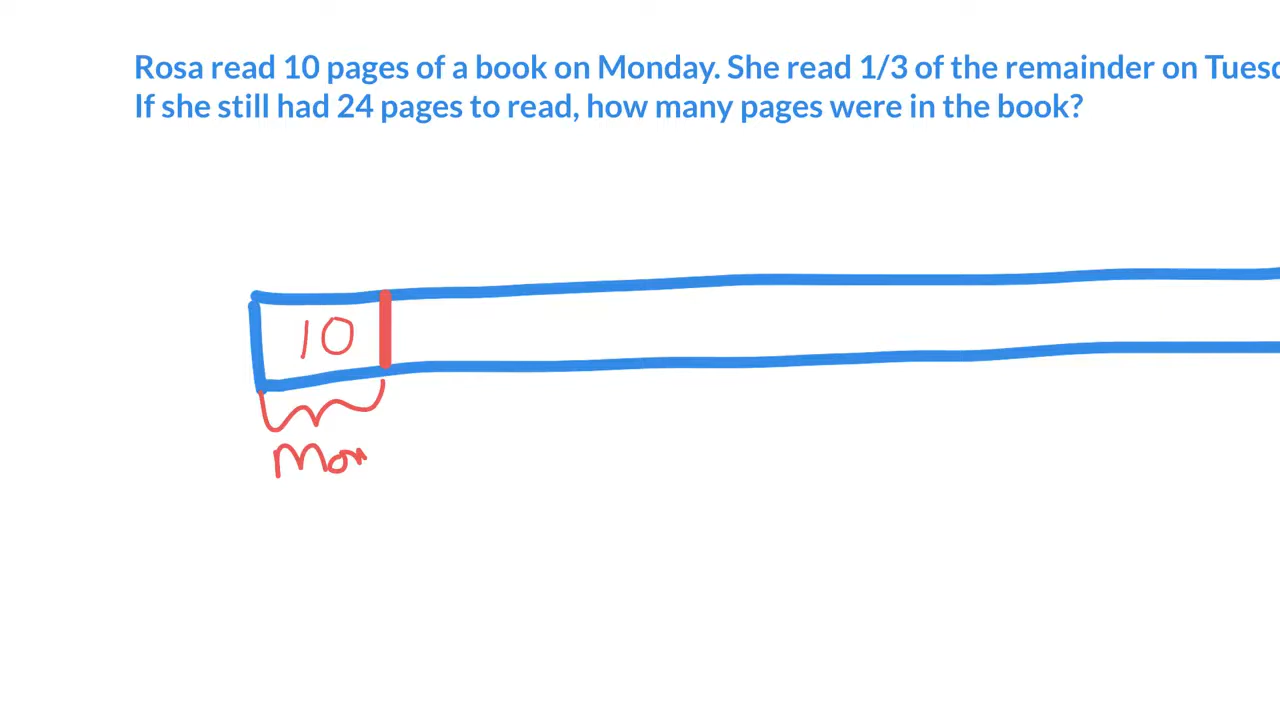 Rosa read 10 pages of a book on Monday. She read 1/3 of the remainder on
If she still had 24 pages to read, how many pages were in the book?
10
Mon